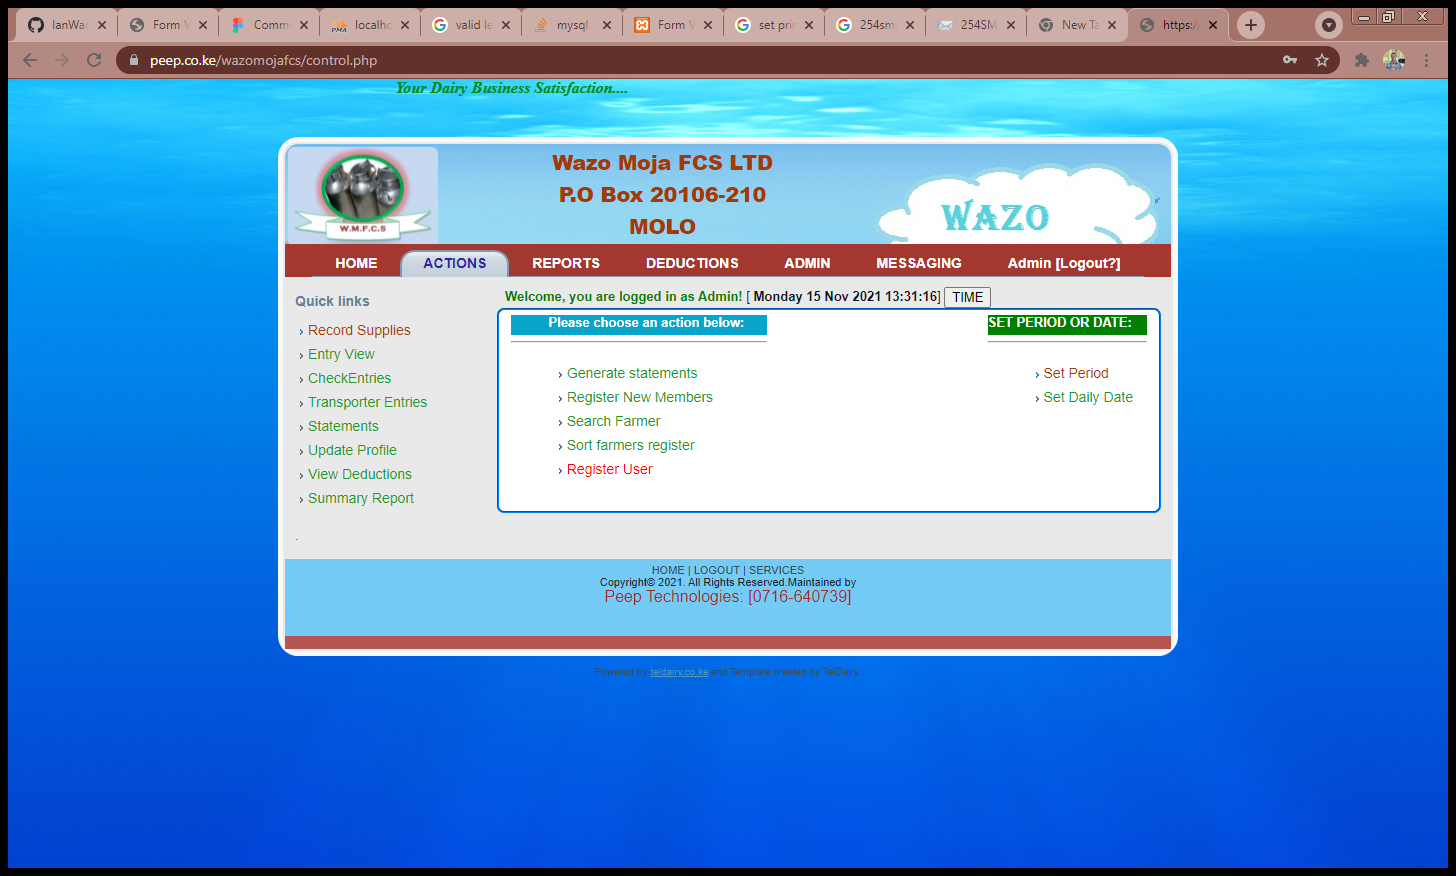 IanWac
Form V
Comm
localho
valid le
mysql
Form V
set prin
254sm
254SM
New Ta
https:/
peep.co.ke/wazomojafcs/control.php
Your Dairy Business Satisfaction....
W.M.F.C.S
Wazo Moja FCS LTD
P.O Box 20106-210
MOLO
WAZO
HOME
ACTIONS
REPORTS
DEDUCTIONS
ADMIN
MESSAGING
Admin [Logout?]
Quick links
› Record Supplies
› Entry View
› CheckEntries
› Transporter Entries
› Statements
› Update Profile
› View Deductions
› Summary Report
.
Welcome, you are logged in as Admin! [ Monday 15 Nov 2021 13:31:16] TIME
Please choose an action below:
› Generate statements
› Register New Members
› Search Farmer
› Sort farmers register
› Register User
SET PERIOD OR DATE:
› Set Period
› Set Daily Date
HOME | LOGOUT | SERVICES
Copyright© 2021. All Rights Reserved.Maintained by
Peep Technologies: [0716-640739]
Powered by teldairy.co.ke and Template created by TelDairy.